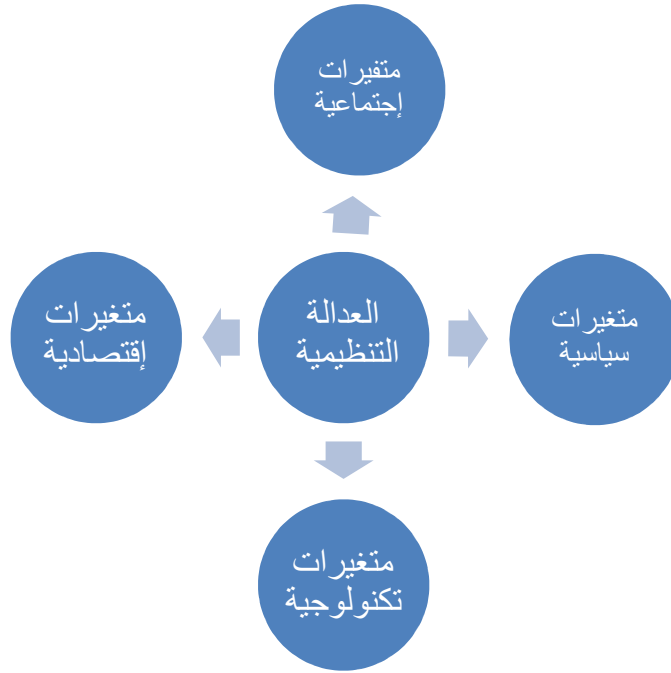 متفيرات
إجتماعية
متغيرات
سياسية
العدالة
التنظيمية
متغيرات
إقتصادية
متغيرات
تكنولوجية